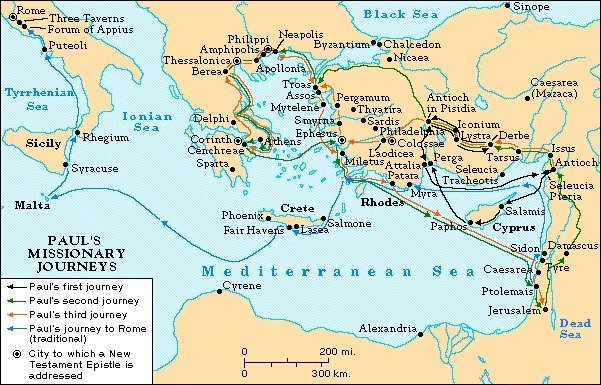 Rome
Three Taverns
Forum of Appius
Puteoli
Tyrrhenian
Sea
Ionian
Sea
Sicily
Rhegium
Syracuse
Malta
Black Sea
Sinope
Philippi
Neapolis
Amphipolis
Thessalonica
Berea
Apollonia
Byzantium
Chalcedon
Nicaea
Caesarea
(Mazaca)
Troas
Assos
Mytelene
Pergamum
Thyatira
Smyrna
Sardis
Ephesus
Philadelphia
Colossae
Laodicea
Miletus
Attalia
Perga
Patara
Myra
Antioch
in Pisidia
Iconium
Lystra
Derbe
Tarsus
Issus
Antioch
Seleucia
Tracheotis
Seleucia
Pteria
Delphi
Corinth
Athens
Cenchreae
Sparta
Rhodes
Crete
Phoenix
Salmone
Fair Havens
Lasea
Salamis
Paphos
Cyprus
Sidon
Damascus
Caesarea
Tyre
Ptolemais
Jerusalem
Dead
Sea
Mediterranean Sea
Cyrene
Alexandria
PAUL'S
MISSIONARY
JOURNEYS
Paul's first journey
Paul's second journey
Paul's third journey
Paul's journey to Rome
(traditional)
City to which a New
Testament Epistle is
addressed
0 200 mi.
0 300 km.